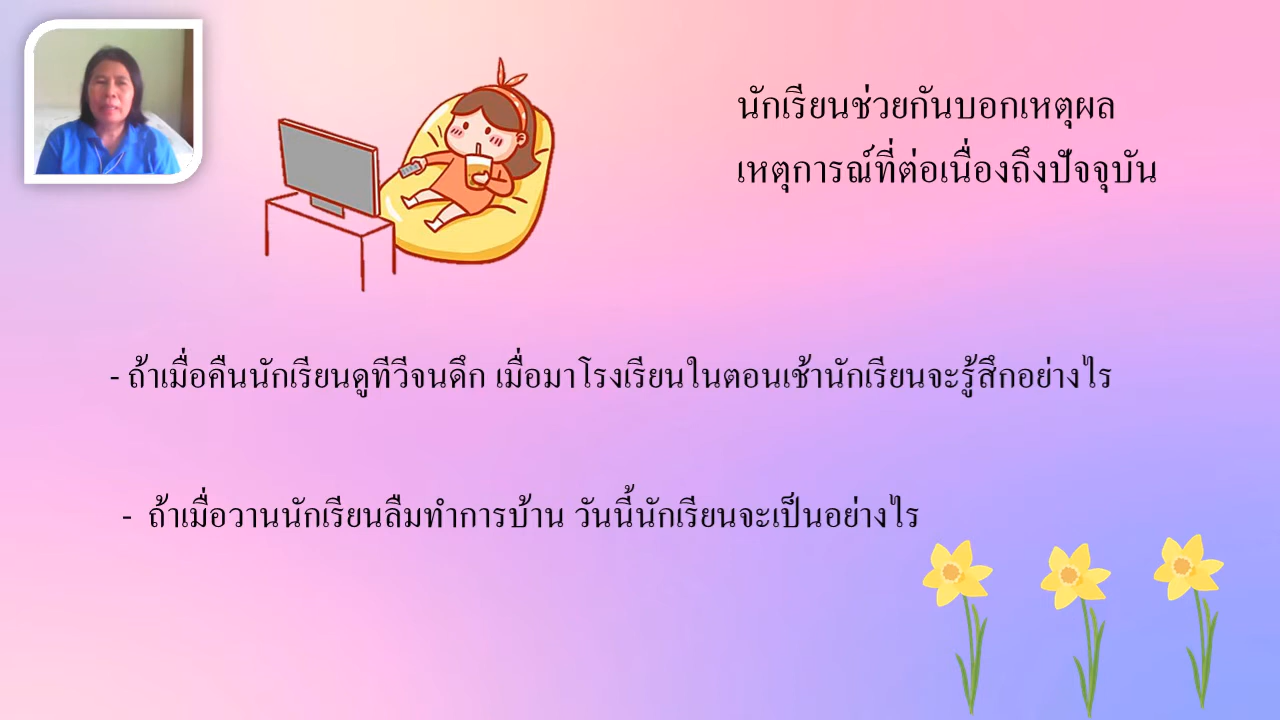 นักเรียนช่วยกันบอกเหตุผล
เหตุการณ์ที่ต่อเนื่องถึงปัจจุบัน
- ถ้าเมื่อคืนนักเรียนดูทีวีจนดึก เมื่อมาโรงเรียนในตอนเช้านักเรียนจะรู้สึกอย่างไร
- ถ้าเมื่อวานนักเรียนลืมทำการบ้าน วันนี้นักเรียนจะเป็นอย่างไร